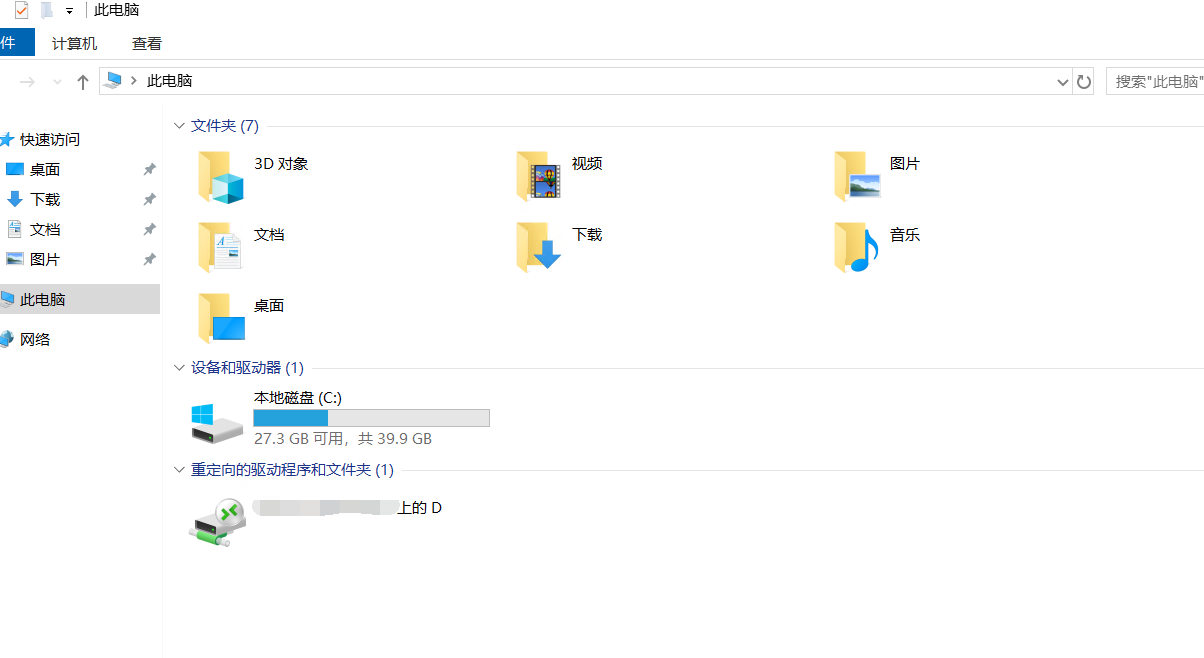 此电脑
件 计算机 查看
此电脑 搜索"此电脑"
快速访问
桌面
下载
文档
图片
此电脑
网络
文件夹 (7)
3D 对象 视频 图片
文档 下载 音乐
桌面
设备和驱动器 (1)
本地磁盘 (C:)
27.3 GB 可用，共 39.9 GB
重定向的驱动程序和文件夹 (1)
上的 D